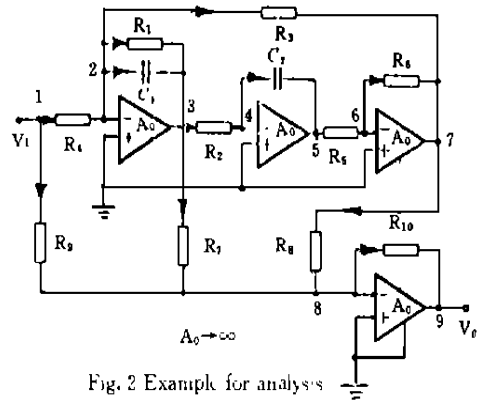 R₁
R₃
2
C₁
C₂
R₆
1
3
4
6
V₁
R₄
A₀
R₂
A₀
5
R₅
A₀
7
R₉
R₇
R₈
R₁₀
8
A₀
9
V₀
A₀→∞
Fig. 2 Example for analysis